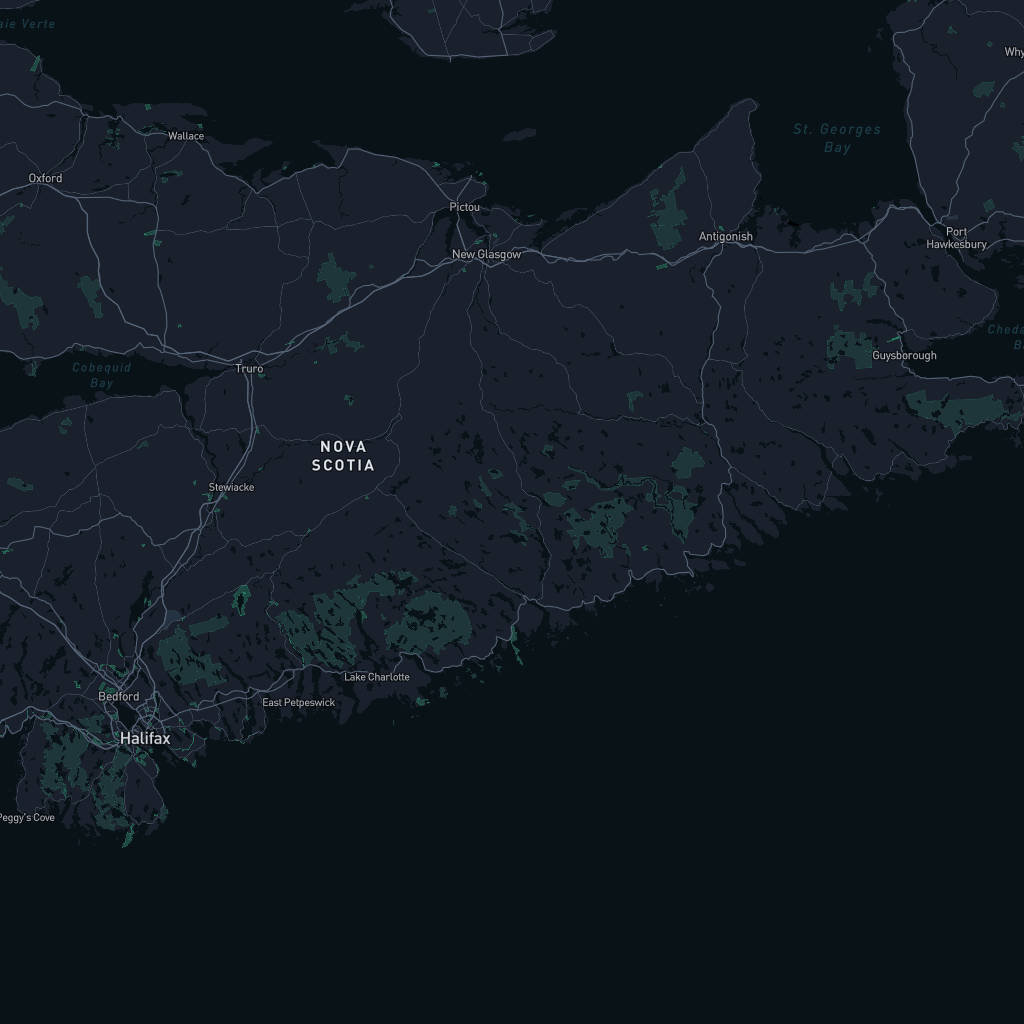 aie Verte
Why
Wallace
St. Georges
Bay
Oxford
Pictou
Antigonish
Port
Hawkesbury
New Glasgow
Cheda
B
Guysborough
Cobequid
Bay
Truro
NOVA
SCOTIA
Stewiacke
Lake Charlotte
Bedford
East Petpeswick
Halifax
Peggy's Cove